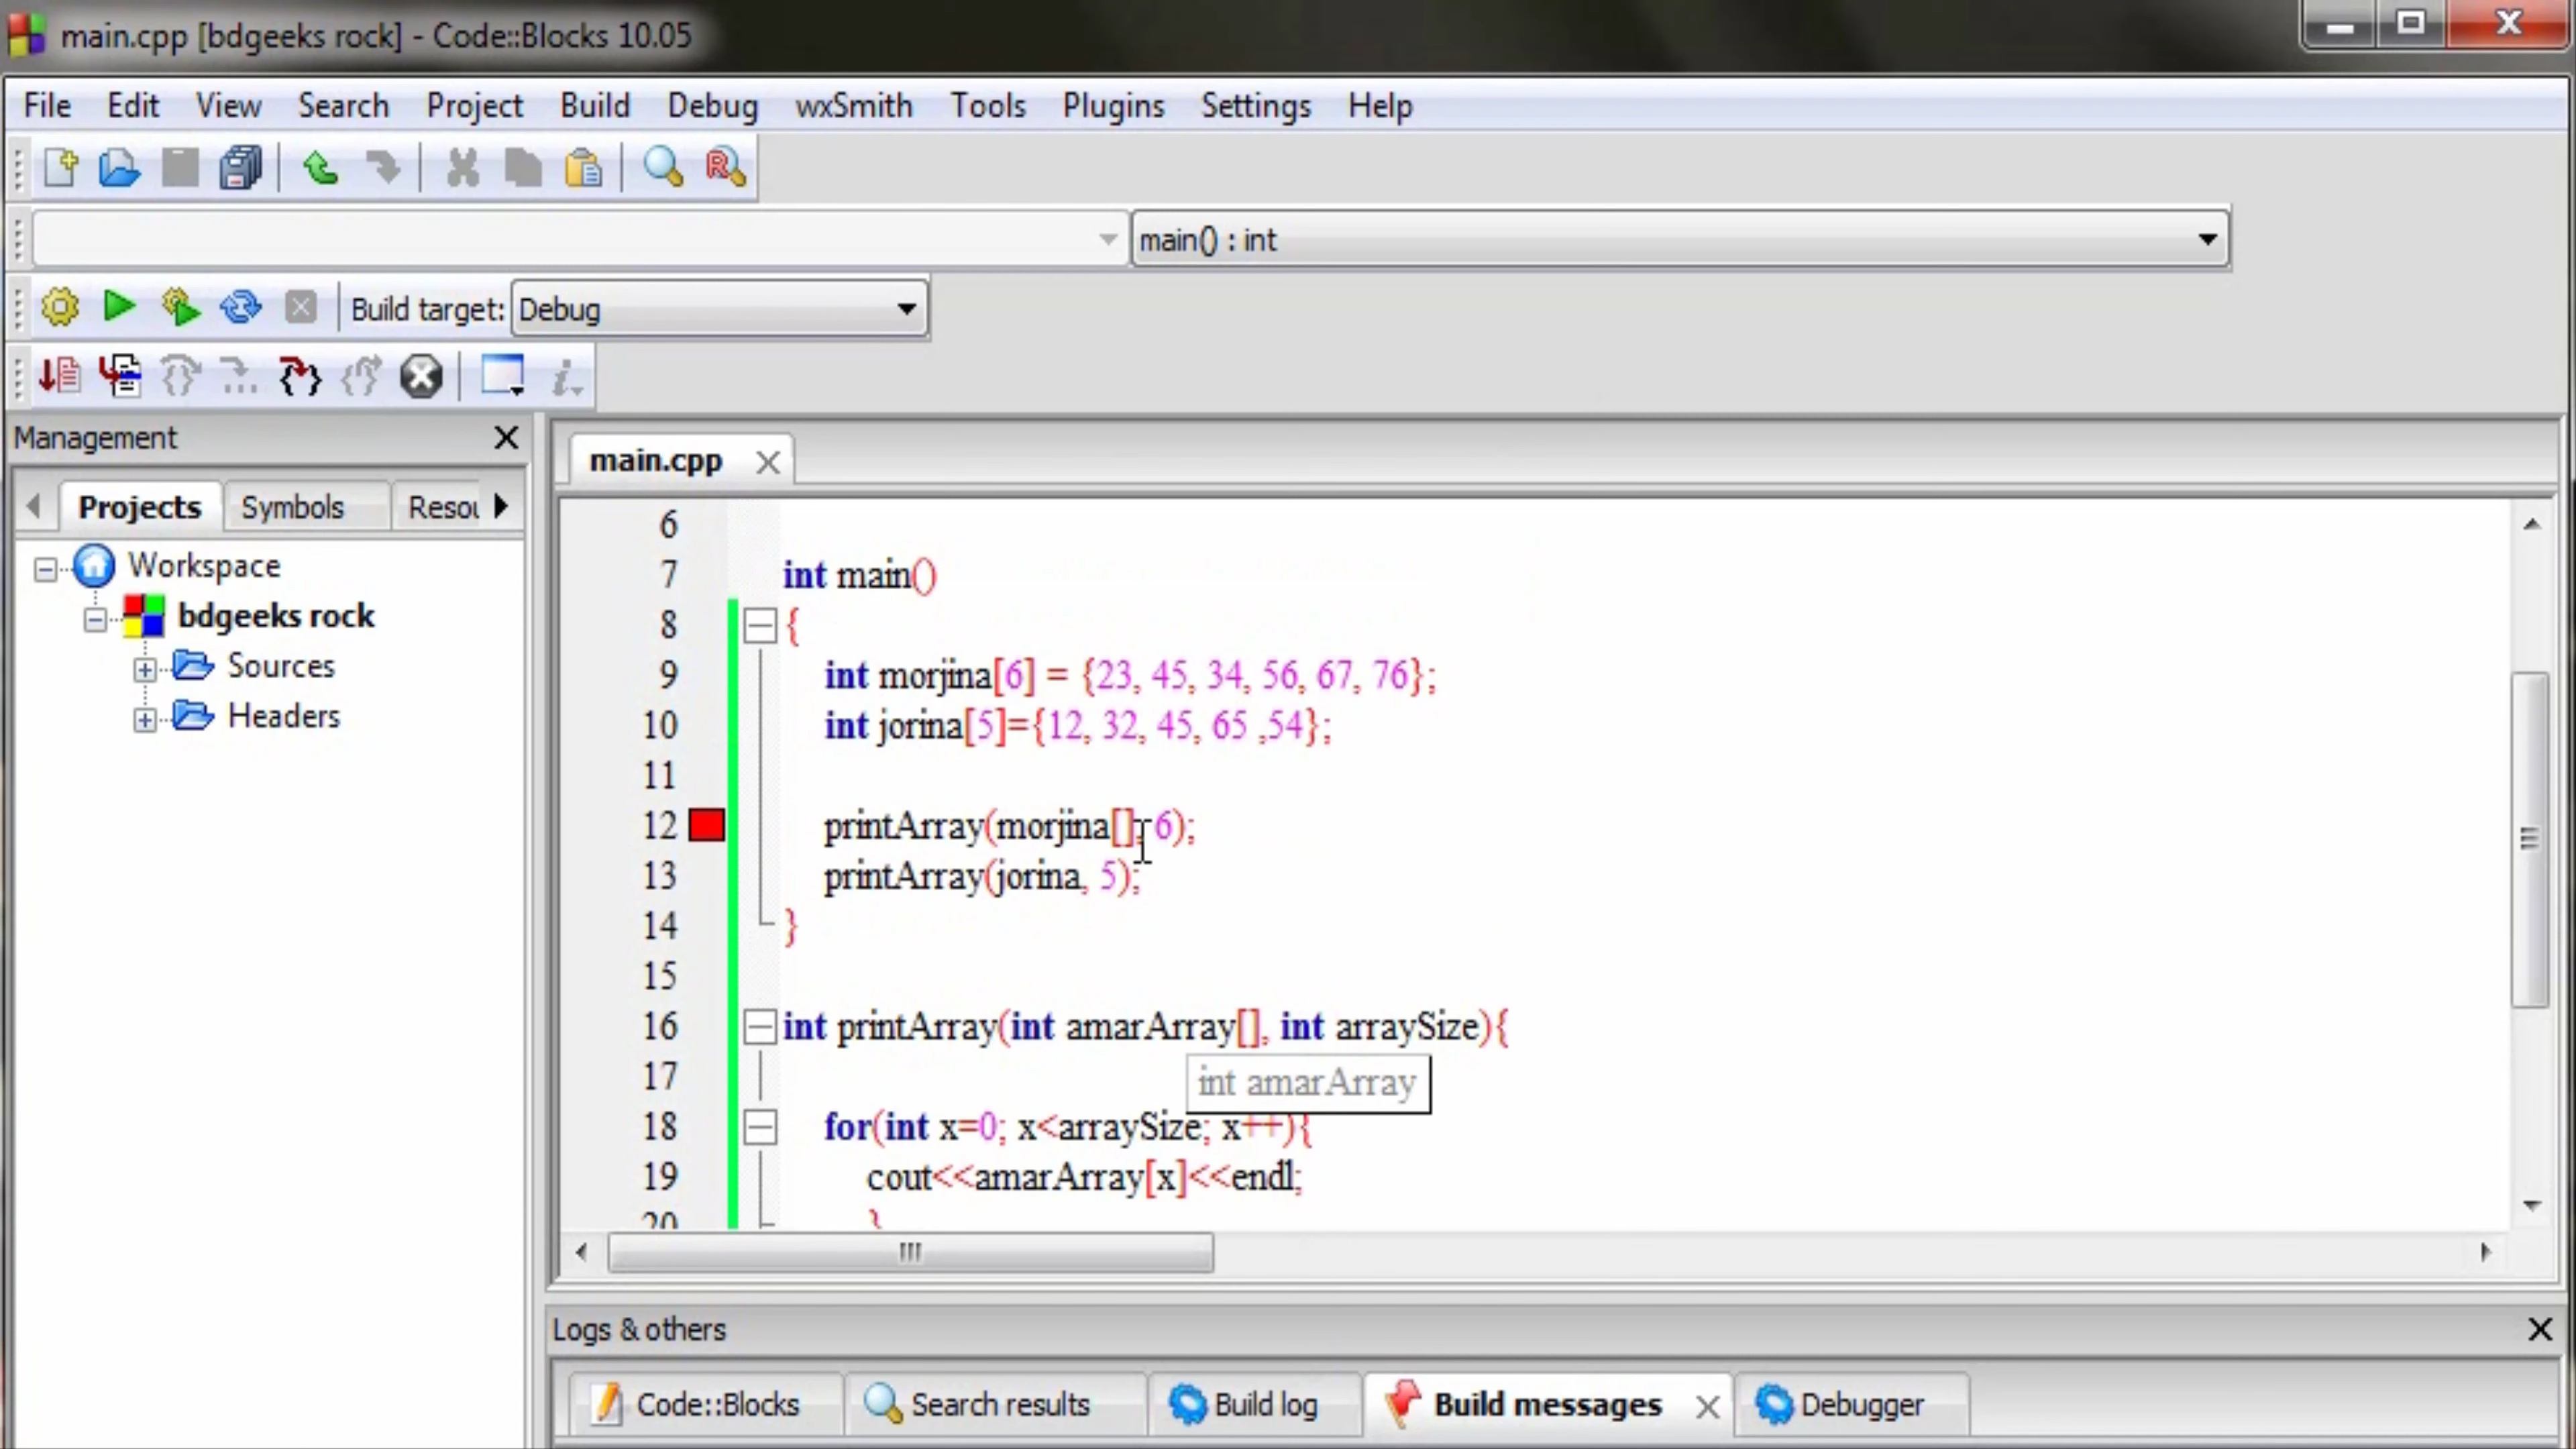 main.cpp [bdgeeks rock] - Code::Blocks 10.05
File Edit View Search Project Build Debug wxSmith Tools Plugins Settings Help
main() : int
Build target: Debug
Management
main.cpp
Projects Symbols Resou
Workspace
bdgeeks rock
Sources
Headers
6
7 int main()
8 {
9 int morjina[6] = {23, 45, 34, 56, 67, 76};
10 int jorina[5]={12, 32, 45, 65 ,54};
11
12 printArray(morjina[], 6);
13 printArray(jorina, 5);
14 }
15
16 int printArray(int amarArray[], int arraySize){
17
int amarArray
18 for(int x=0; x<arraySize; x++){
19 cout<<amarArray[x]<<endl;
20 }
Logs & others
Code::Blocks Search results Build log Build messages Debugger